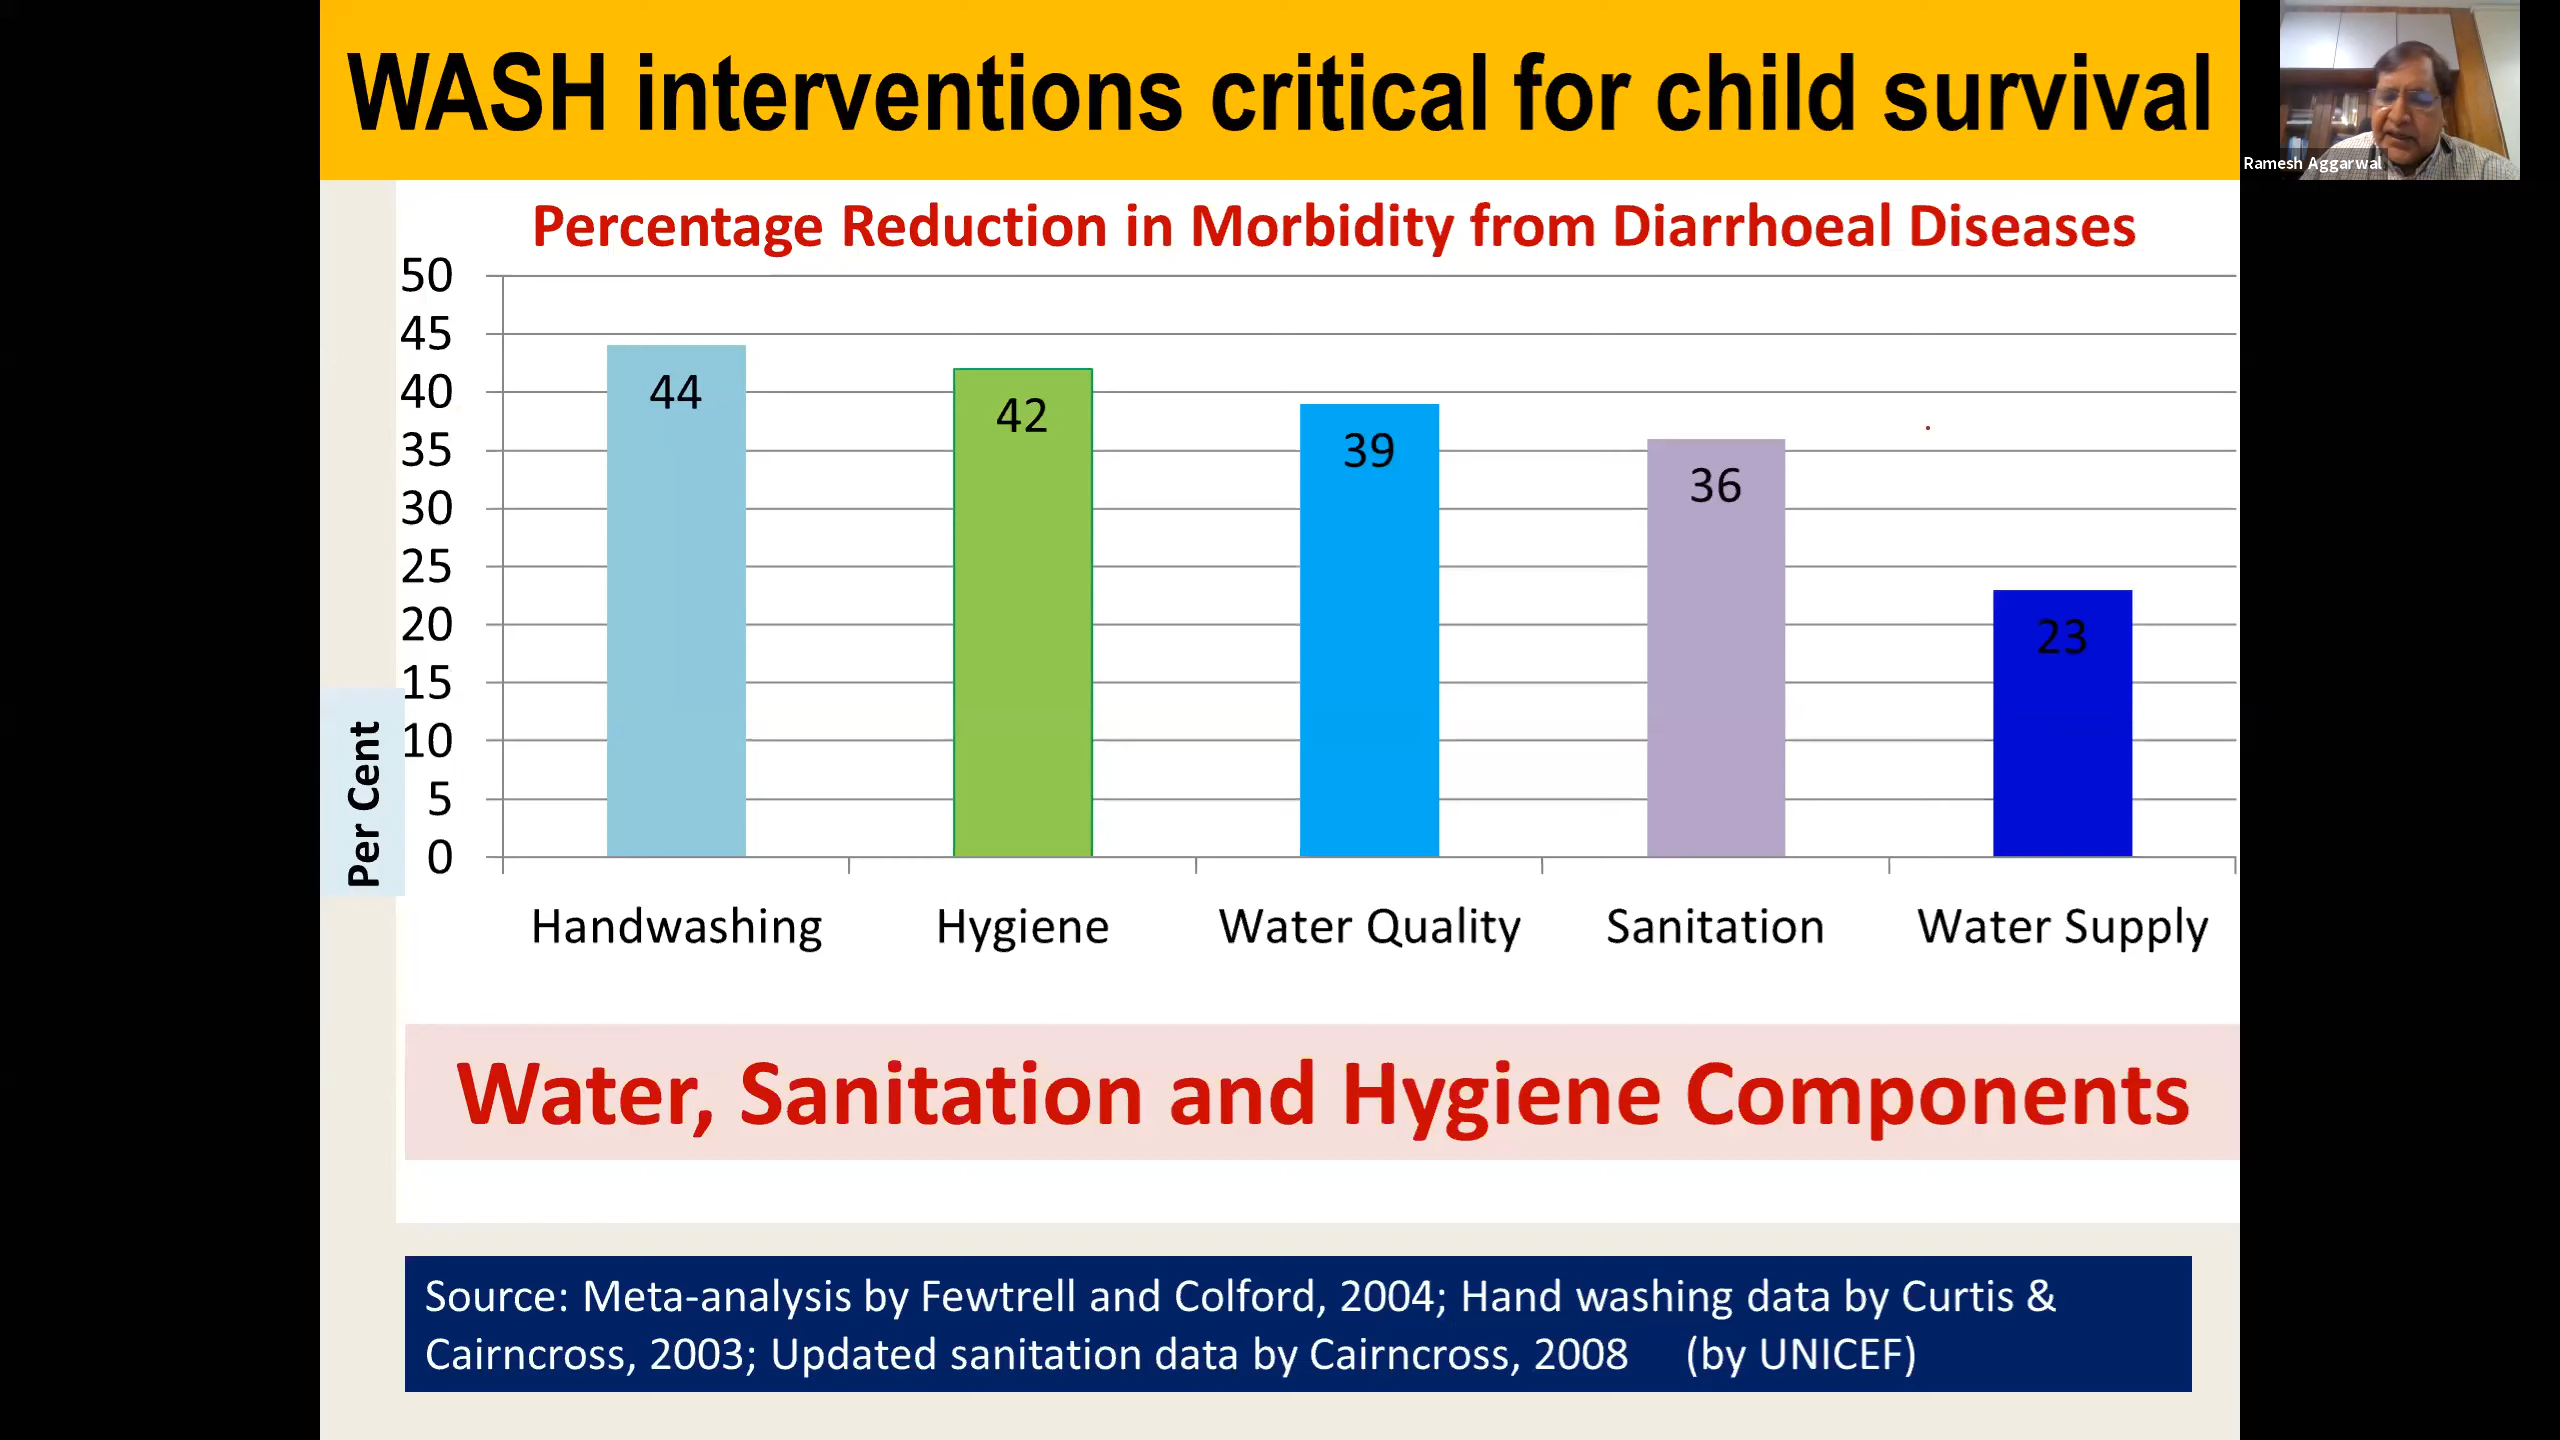 WASH interventions critical for child survival
Ramesh Aggarwal
Percentage Reduction in Morbidity from Diarrhoeal Diseases
50
45
40
35
30
25
20
15
10
5
0
Per Cent
44
42
39
36
23
Handwashing
Hygiene
Water Quality
Sanitation
Water Supply
Water, Sanitation and Hygiene Components
Source: Meta-analysis by Fewtrell and Colford, 2004; Hand washing data by Curtis &
Cairncross, 2003; Updated sanitation data by Cairncross, 2008 (by UNICEF)